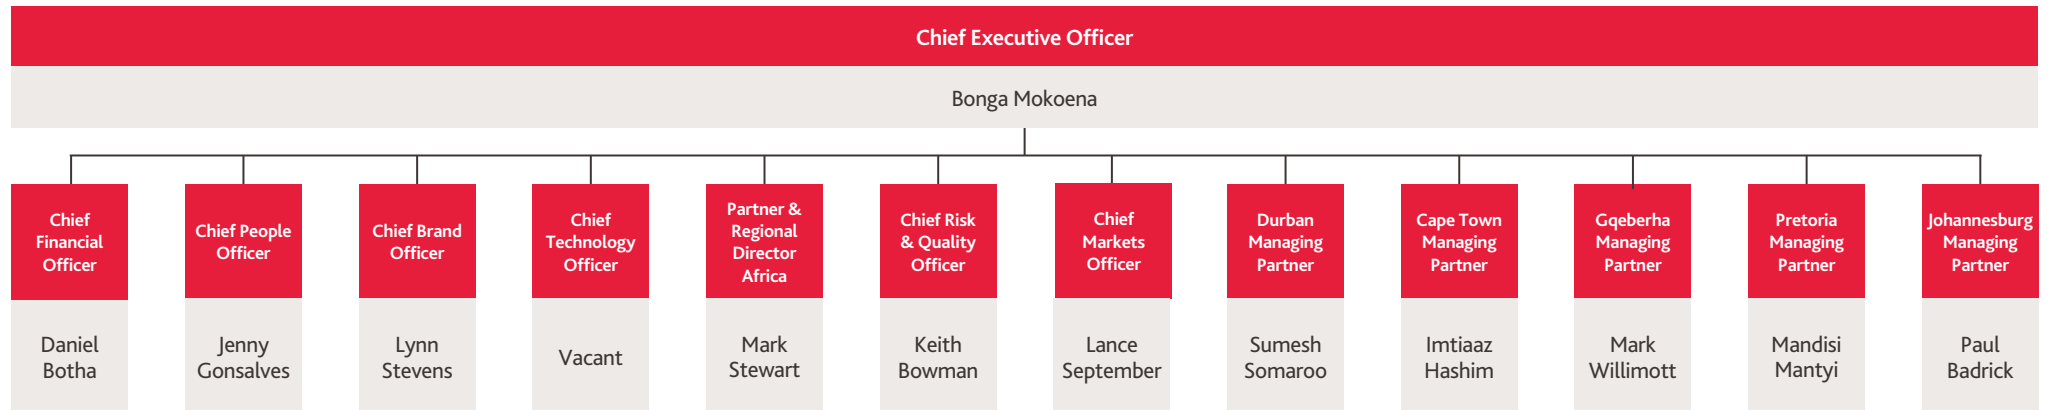 Chief Executive Officer
Bonga Mokoena
Chief
Financial
Officer
Daniel
Botha
Chief People
Officer
Jenny
Gonsalves
Chief Brand
Officer
Lynn
Stevens
Chief
Technology
Officer
Vacant
Partner &
Regional
Director
Africa
Mark
Stewart
Chief Risk
& Quality
Officer
Keith
Bowman
Chief
Markets
Officer
Lance
September
Durban
Managing
Partner
Sumesh
Somaroo
Cape Town
Managing
Partner
Imtiaaz
Hashim
Gqeberha
Managing
Partner
Mark
Willimott
Pretoria
Managing
Partner
Mandisi
Mantyi
Johannesburg
Managing
Partner
Paul
Badrick